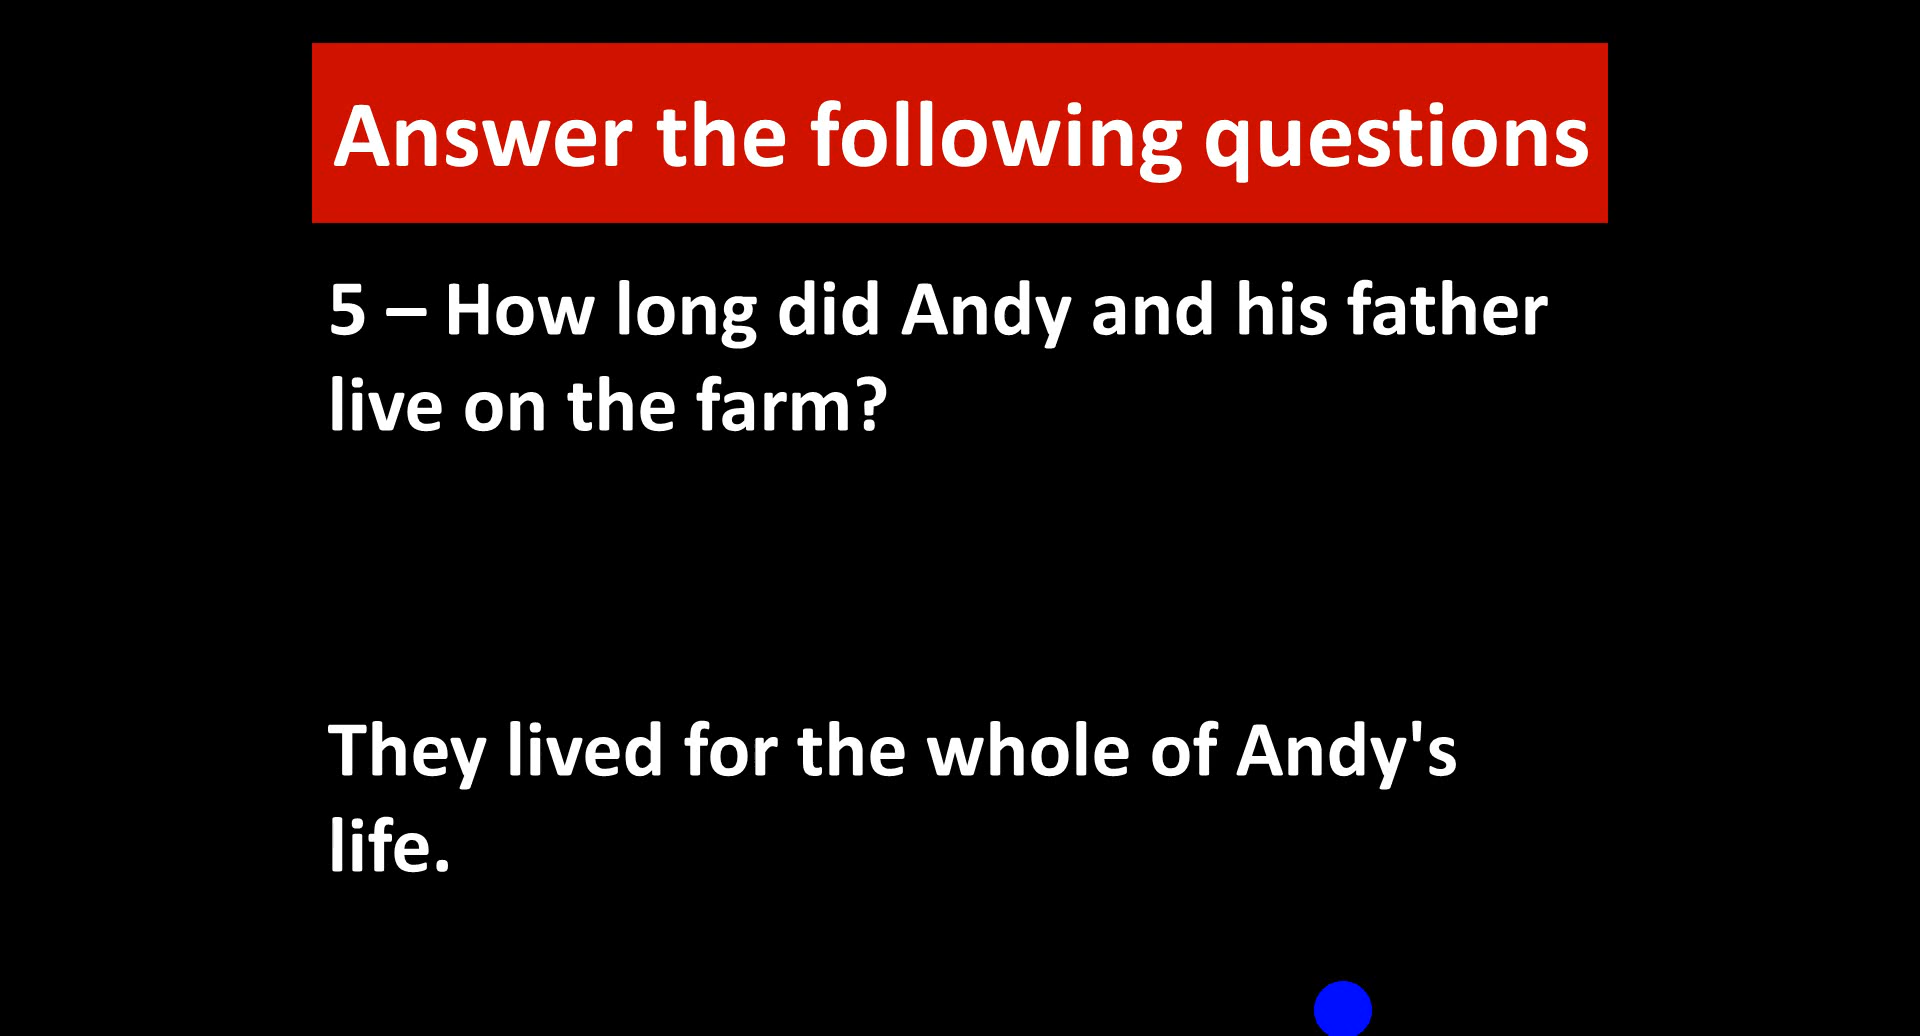 Answer the following questions
5 – How long did Andy and his father
live on the farm?
They lived for the whole of Andy's
life.